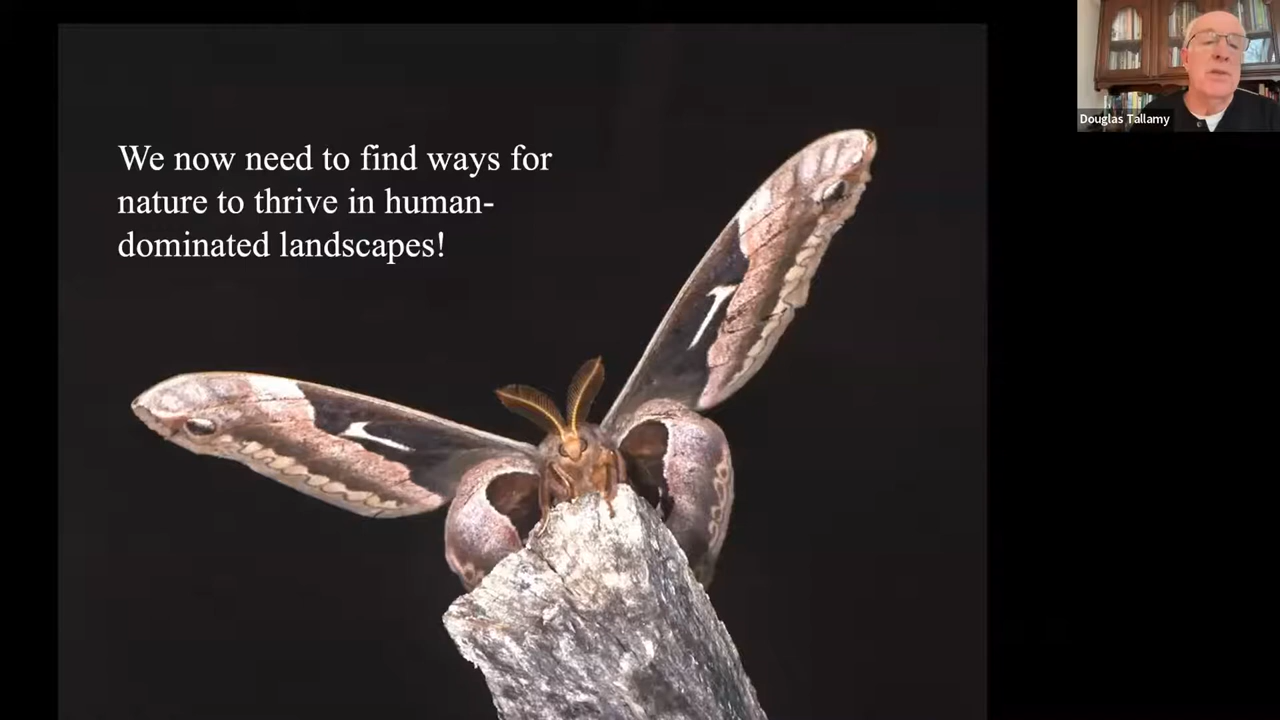 We now need to find ways for
nature to thrive in human-
dominated landscapes!
Douglas Tallamy